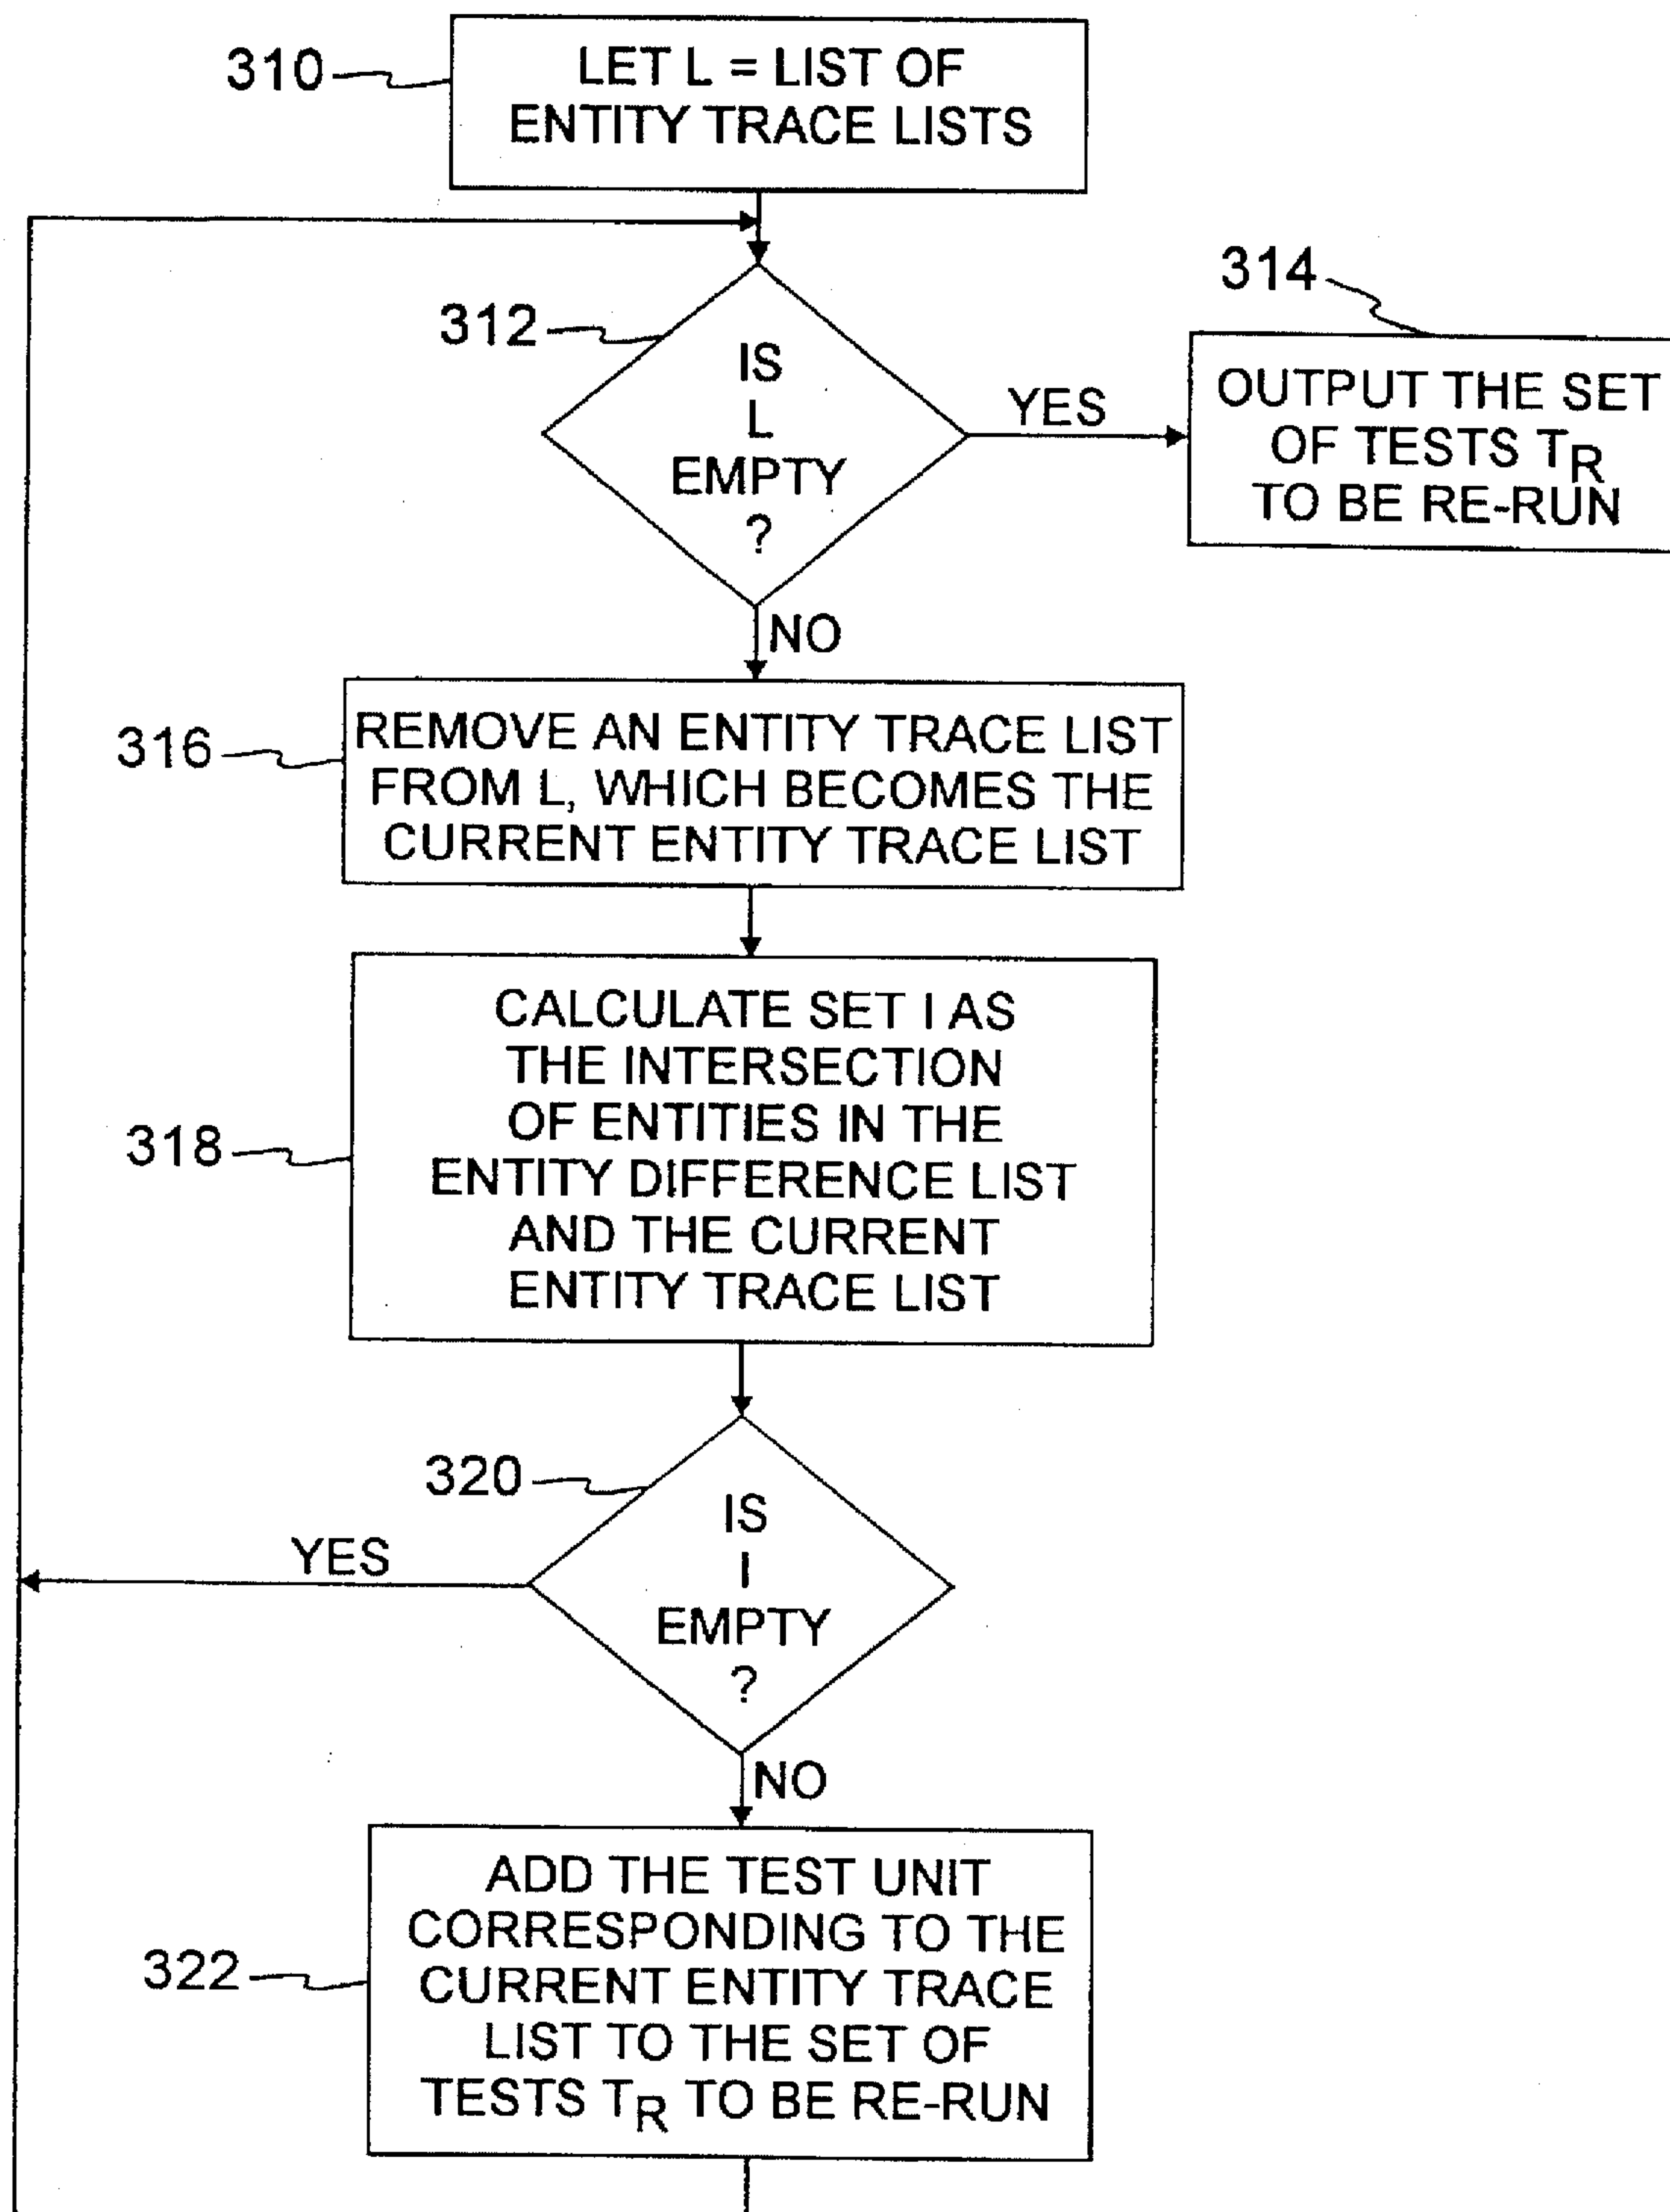 310
LET L = LIST OF
ENTITY TRACE LISTS
312
IS
L
EMPTY
?
YES
314
OUTPUT THE SET
OF TESTS TR
TO BE RE-RUN
NO
316
REMOVE AN ENTITY TRACE LIST
FROM L, WHICH BECOMES THE
CURRENT ENTITY TRACE LIST
318
CALCULATE SET I AS
THE INTERSECTION
OF ENTITIES IN THE
ENTITY DIFFERENCE LIST
AND THE CURRENT
ENTITY TRACE LIST
320
IS
I
EMPTY
?
YES
NO
322
ADD THE TEST UNIT
CORRESPONDING TO THE
CURRENT ENTITY TRACE
LIST TO THE SET OF
TESTS TR TO BE RE-RUN